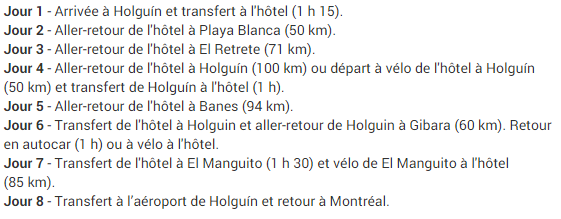 Jour 1 - Arrivée à Holguín et transfert à l'hôtel (1 h 15).
Jour 2 - Aller-retour de l'hôtel à Playa Blanca (50 km).
Jour 3 - Aller-retour de l'hôtel à El Retrete (71 km).
Jour 4 - Aller-retour de l'hôtel à Holguín (100 km) ou départ à vélo de l'hôtel à Holguín
(50 km) et transfert de Holguín à l'hôtel (1 h).
Jour 5 - Aller-retour de l'hôtel à Banes (94 km).
Jour 6 - Transfert de l'hôtel à Holguin et aller-retour de Holguin à Gibara (60 km). Retour
en autocar (1 h) ou à vélo à l'hôtel.
Jour 7 - Transfert de l'hôtel à El Manguito (1 h 30) et vélo de El Manguito à l'hôtel
(85 km).
Jour 8 - Transfert à l’aéroport de Holguín et retour à Montréal.